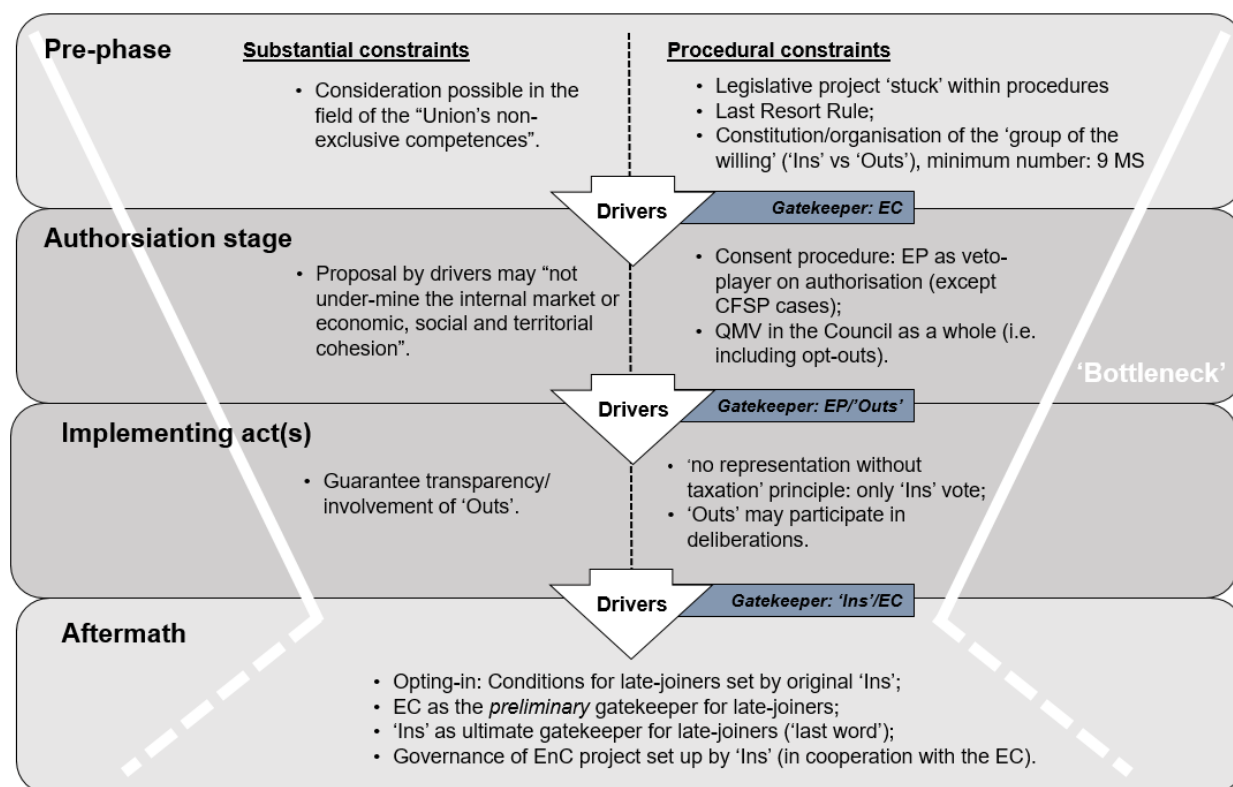 Pre-phase
Substantial constraints
• Consideration possible in the
field of the “Union’s non-
exclusive competences”.
Procedural constraints
• Legislative project ‘stuck’ within procedures
• Last Resort Rule;
• Constitution/organisation of the ‘group of the
willing’ (‘Ins’ vs ‘Outs’), minimum number: 9 MS
Drivers
Gatekeeper: EC
Authorsiation stage
• Proposal by drivers may “not
under-mine the internal market or
economic, social and territorial
cohesion”.
• Consent procedure: EP as veto-
player on authorisation (except
CFSP cases);
• QMV in the Council as a whole (i.e.
including opt-outs).
‘Bottleneck’
Drivers
Gatekeeper: EP/’Outs’
Implementing act(s)
• Guarantee transparency/
involvement of ‘Outs’.
• ‘no representation without
taxation’ principle: only ‘Ins’ vote;
• ‘Outs’ may participate in
deliberations.
Drivers
Gatekeeper: ‘Ins’/EC
Aftermath
• Opting-in: Conditions for late-joiners set by original ‘Ins’;
• EC as the preliminary gatekeeper for late-joiners;
• ‘Ins’ as ultimate gatekeeper for late-joiners (‘last word’);
• Governance of EnC project set up by ‘Ins’ (in cooperation with the EC).